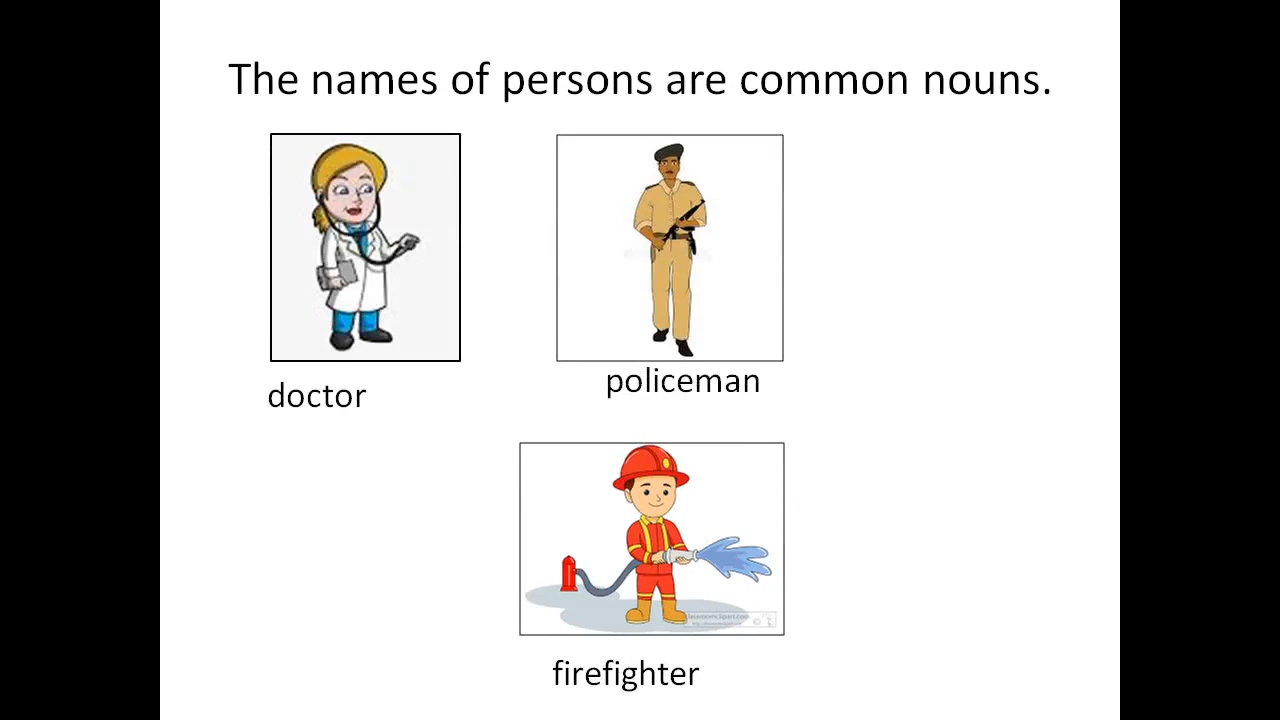 The names of persons are common nouns.
doctor
policeman
firefighter